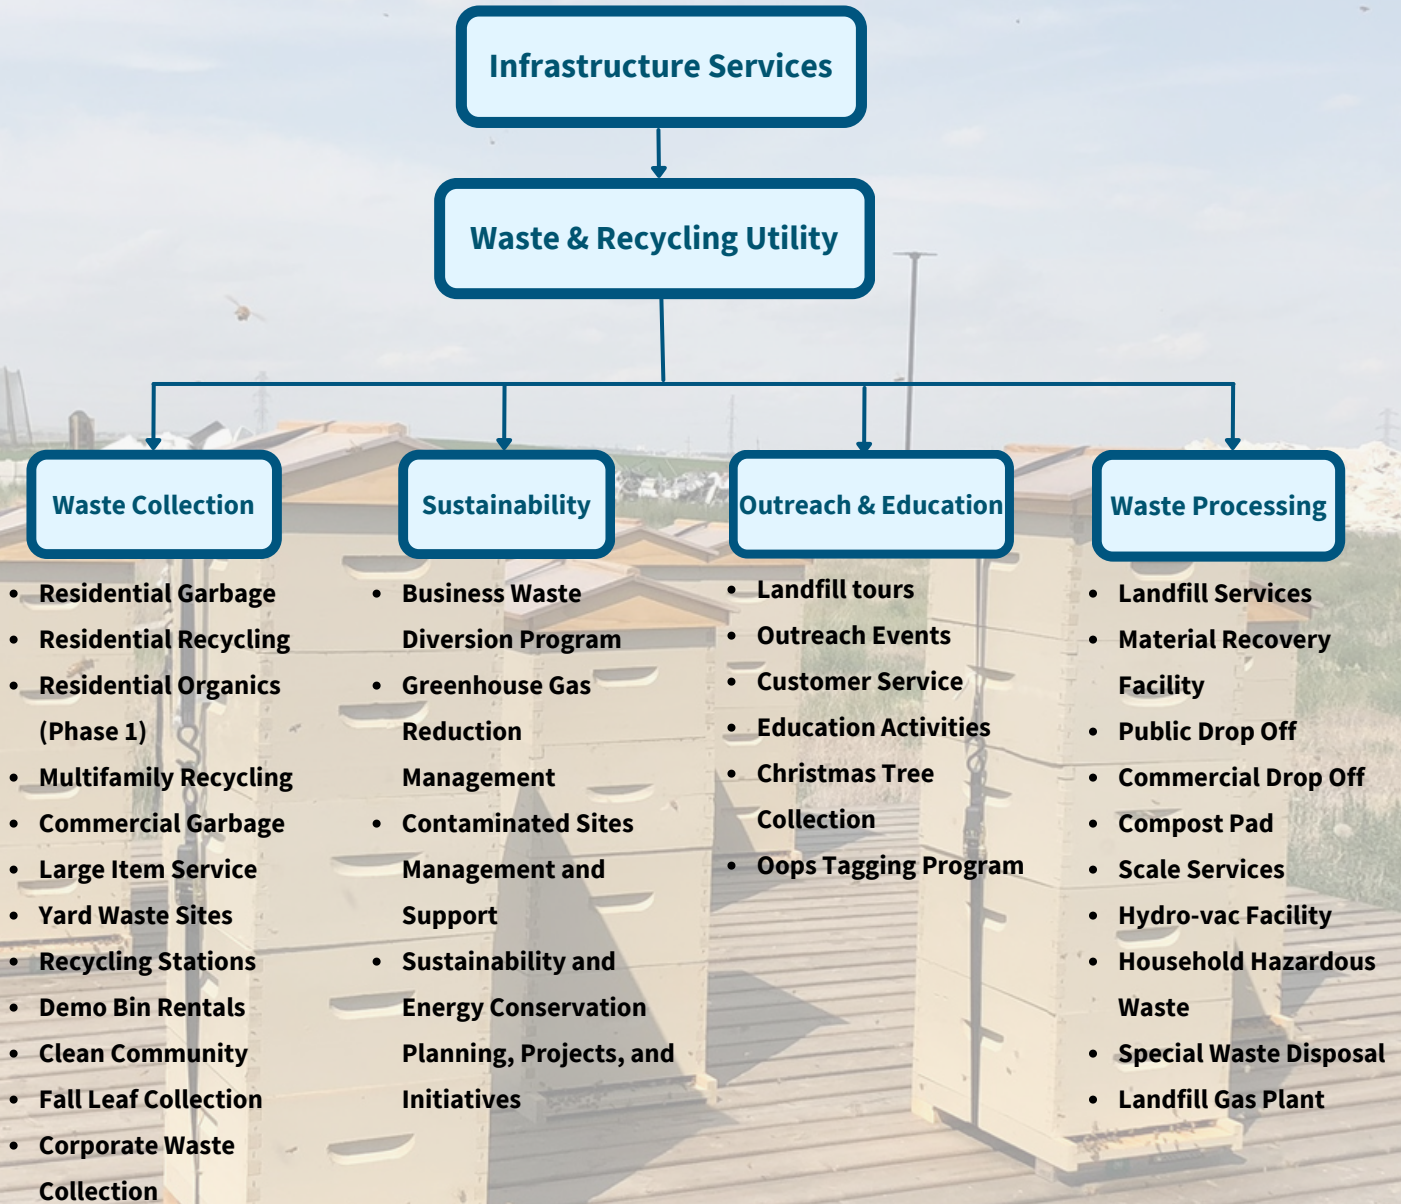 Infrastructure Services
Waste & Recycling Utility
Waste Collection
Residential Garbage
Residential Recycling
Residential Organics
(Phase 1)
Multifamily Recycling
Commercial Garbage
Large Item Service
Yard Waste Sites
Recycling Stations
Demo Bin Rentals
Clean Community
Fall Leaf Collection
Corporate Waste
Collection
Sustainability
Business Waste
Diversion Program
Greenhouse Gas
Reduction
Management
Contaminated Sites
Management and
Support
Sustainability and
Energy Conservation
Planning, Projects, and
Initiatives
Outreach & Education
Landfill tours
Outreach Events
Customer Service
Education Activities
Christmas Tree
Collection
Oops Tagging Program
Waste Processing
Landfill Services
Material Recovery
Facility
Public Drop Off
Commercial Drop Off
Compost Pad
Scale Services
Hydro-vac Facility
Household Hazardous
Waste
Special Waste Disposal
Landfill Gas Plant